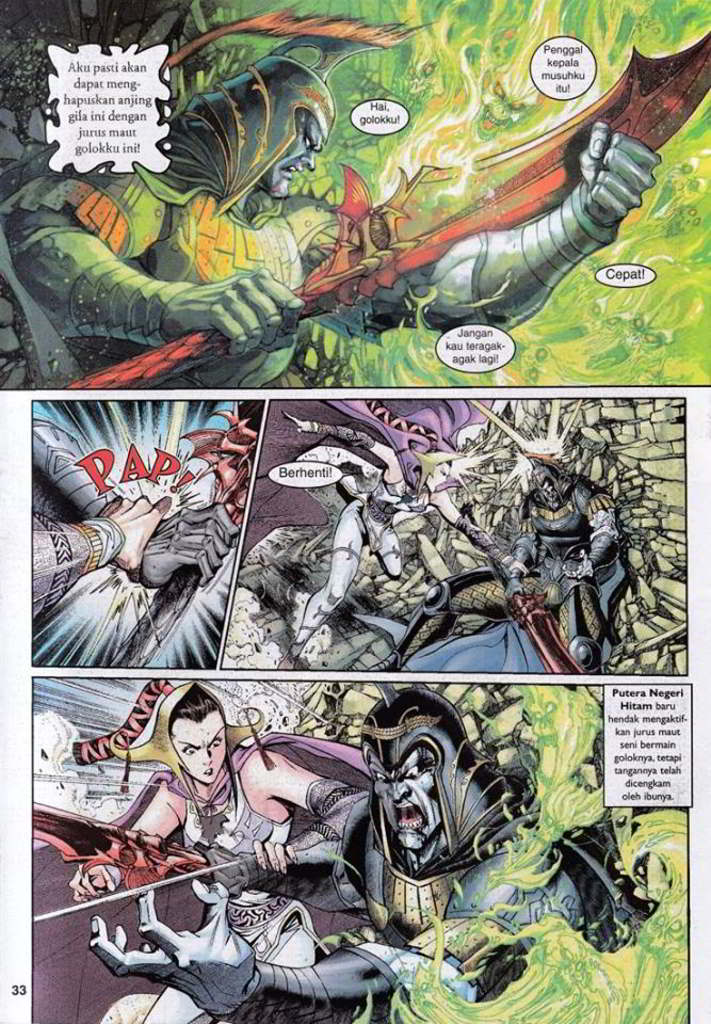 Aku pasti akan
dapat meng-
hapuskan anjing
gila ini dengan
jurus maut
golokku ini!
Hai,
golokku!
Penggal
kepala
musuhku
itu!
Cepat!
Jangan
kau teragak-
agak lagi!
PAP!
Berhenti!
Putera Negeri
Hitam baru
hendak mengaktif-
kan jurus maut
seni bermain
goloknya, tetapi
tangannya telah
dicengkam
oleh ibunya.
33